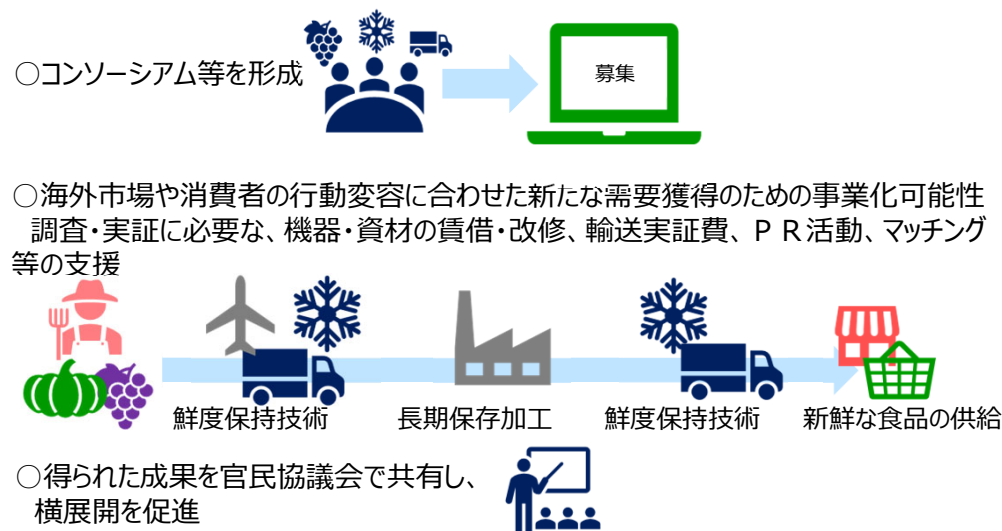 ○コンソーシアム等を形成
募集
○海外市場や消費者の行動変容に合わせた新たな需要獲得のための事業化可能性
調査・実証に必要な、機器・資材の賃借・改修、輸送実証費、ＰＲ活動、マッチング
等の支援
鮮度保持技術
長期保存加工
鮮度保持技術
新鮮な食品の供給
○得られた成果を官民協議会で共有し、
横展開を促進